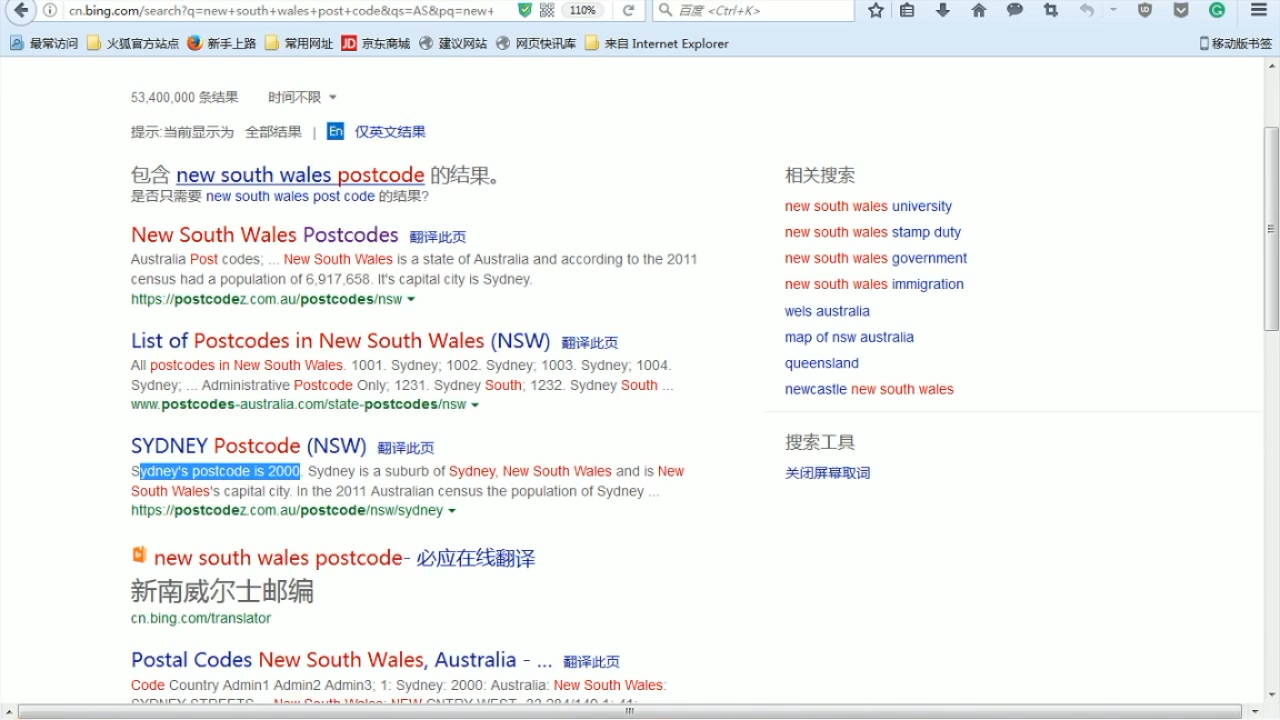 cn.bing.com/search?q=new+south+wales+post+code&qs=AS&pq=new+
110%
百度 <Ctrl+K>
最常访问 火狐官方站点 新手上路 常用网址 JD 京东商城 建议网站 网页快讯库 来自 Internet Explorer 移动版书签
53,400,000 条结果 时间不限
提示:当前显示为 全部结果 | En 仅英文结果
包含 new south wales postcode 的结果。
是否只需要 new south wales post code 的结果?
New South Wales Postcodes 翻译此页
Australia Post codes; ... New South Wales is a state of Australia and according to the 2011
census had a population of 6,917,658. It's capital city is Sydney.
https://postcodez.com.au/postcodes/nsw
List of Postcodes in New South Wales (NSW) 翻译此页
All postcodes in New South Wales. 1001. Sydney; 1002. Sydney; 1003. Sydney; 1004.
Sydney; ... Administrative Postcode Only; 1231. Sydney South; 1232. Sydney South ...
www.postcodes-australia.com/state-postcodes/nsw
SYDNEY Postcode (NSW) 翻译此页
Sydney's postcode is 2000. Sydney is a suburb of Sydney, New South Wales and is New
South Wales's capital city. In the 2011 Australian census the population of Sydney ...
https://postcodez.com.au/postcode/nsw/sydney
new south wales postcode- 必应在线翻译
新南威尔士邮编
cn.bing.com/translator
Postal Codes New South Wales, Australia - ... 翻译此页
Code Country Admin1 Admin2 Admin3; 1: Sydney: 2000: Australia: New South Wales:
SYDNEY STREETS ... New South Wales: NEW CNTRY WEST -33.284/149.1: 41:
相关搜索
new south wales university
new south wales stamp duty
new south wales government
new south wales immigration
wels australia
map of nsw australia
queensland
newcastle new south wales
搜索工具
关闭屏幕取词